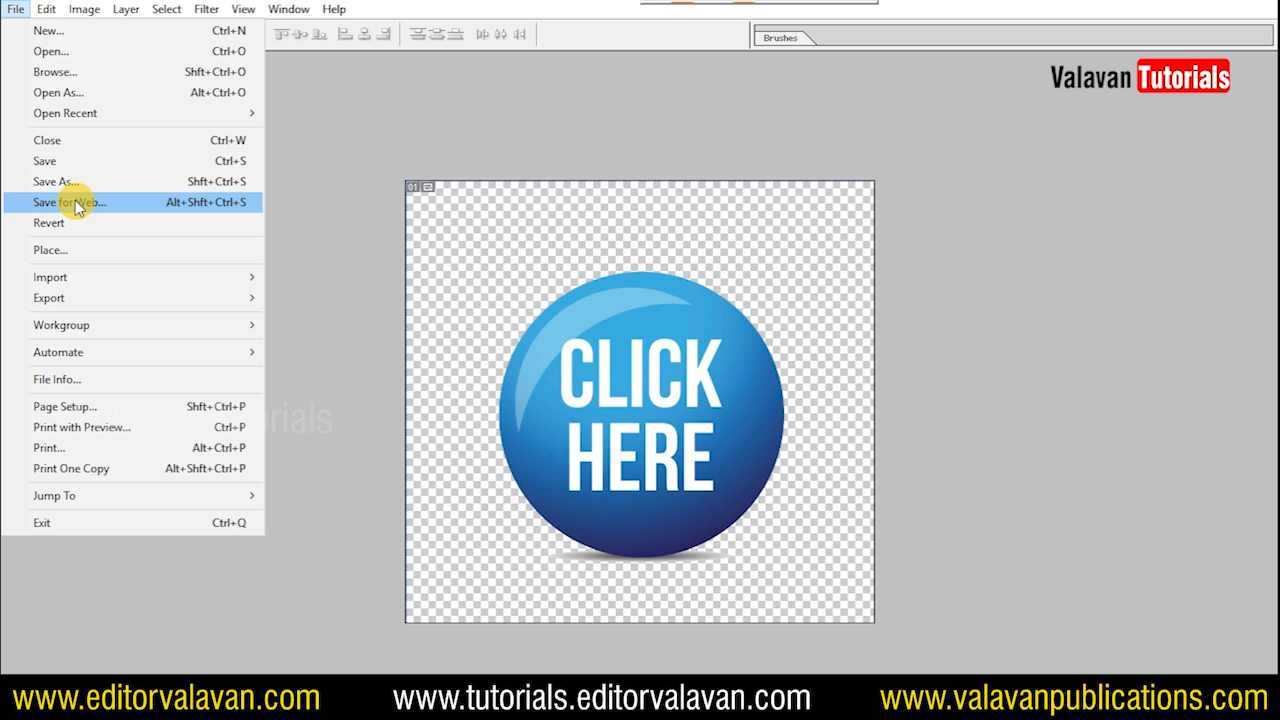 File Edit Image Layer Select Filter View Window Help
New... Ctrl+N
Open... Ctrl+O
Browse... Shft+Ctrl+O
Open As... Alt+Ctrl+O
Open Recent
Close Ctrl+W
Save Ctrl+S
Save As... Shft+Ctrl+S
Save for Web... Alt+Shft+Ctrl+S
Revert
Place...
Import
Export
Workgroup
Automate
File Info...
Page Setup... Shft+Ctrl+P
Print with Preview... Ctrl+P
Print... Alt+Ctrl+P
Print One Copy Alt+Shft+Ctrl+P
Jump To
Exit Ctrl+Q
Brushes
Valavan Tutorials
01
CLICK
HERE
www.editorvalavan.com www.tutorials.editorvalavan.com www.valavanpublications.com